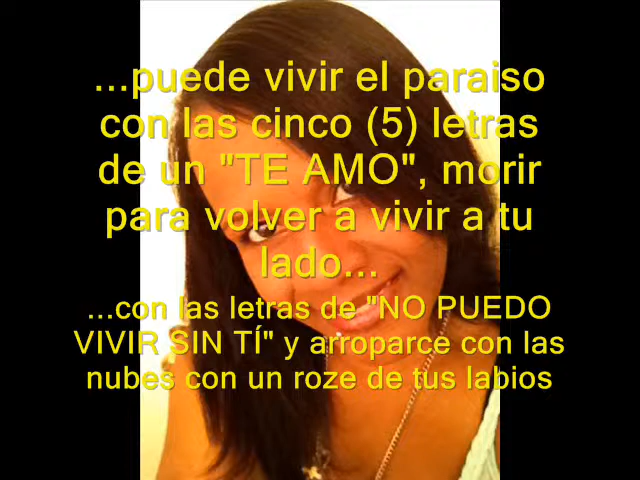 ...puede vivir el paraiso
con las cinco (5) letras
de un "TE AMO", morir
para volver a vivir a tu
lado...
...con las letras de "NO PUEDO
VIVIR SIN TÍ" y arroparce con las
nubes con un roze de tus labios